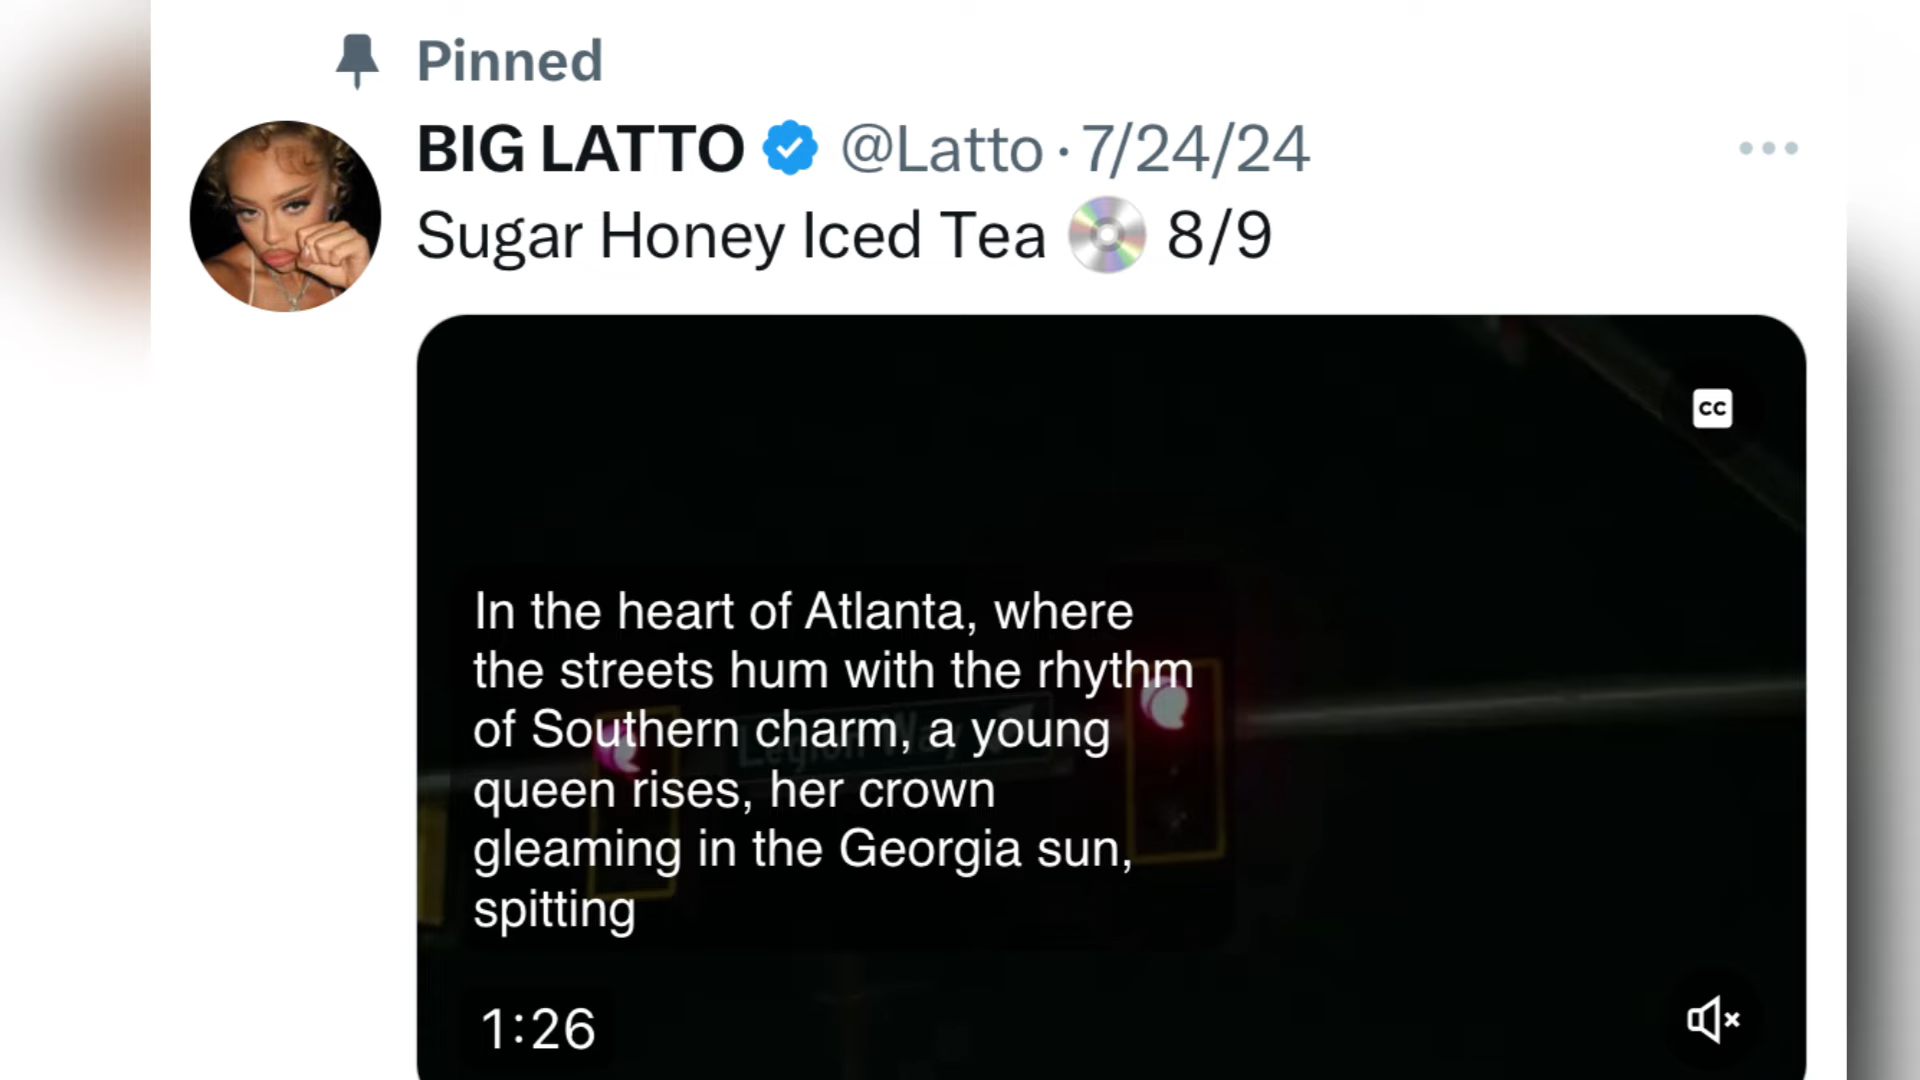 Pinned
BIG LATTO @Latto · 7/24/24
Sugar Honey Iced Tea 💿 8/9
CC
In the heart of Atlanta, where
the streets hum with the rhythm
of Southern charm, a young
queen rises, her crown
gleaming in the Georgia sun,
spitting
Legion Way
1:26